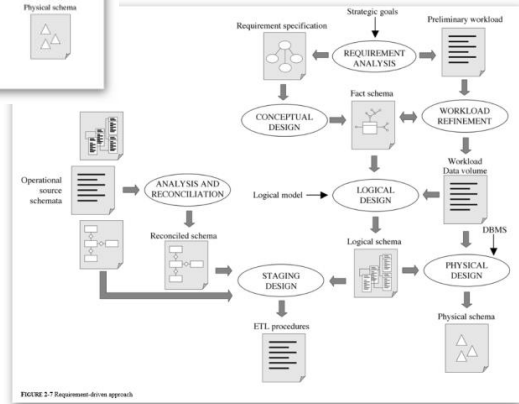 Physical schema
Strategic goals
Requirement specification
Preliminary workload
REQUIREMENT
ANALYSIS
Fact schema
CONCEPTUAL
DESIGN
WORKLOAD
REFINEMENT
Operational
source
schemata
ANALYSIS AND
RECONCILIATION
Logical model
LOGICAL
DESIGN
Workload
Data volume
DBMS
Reconciled schema
Logical schema
STAGING
DESIGN
PHYSICAL
DESIGN
ETL procedures
Physical schema
FIGURE 2-7 Requirement-driven approach